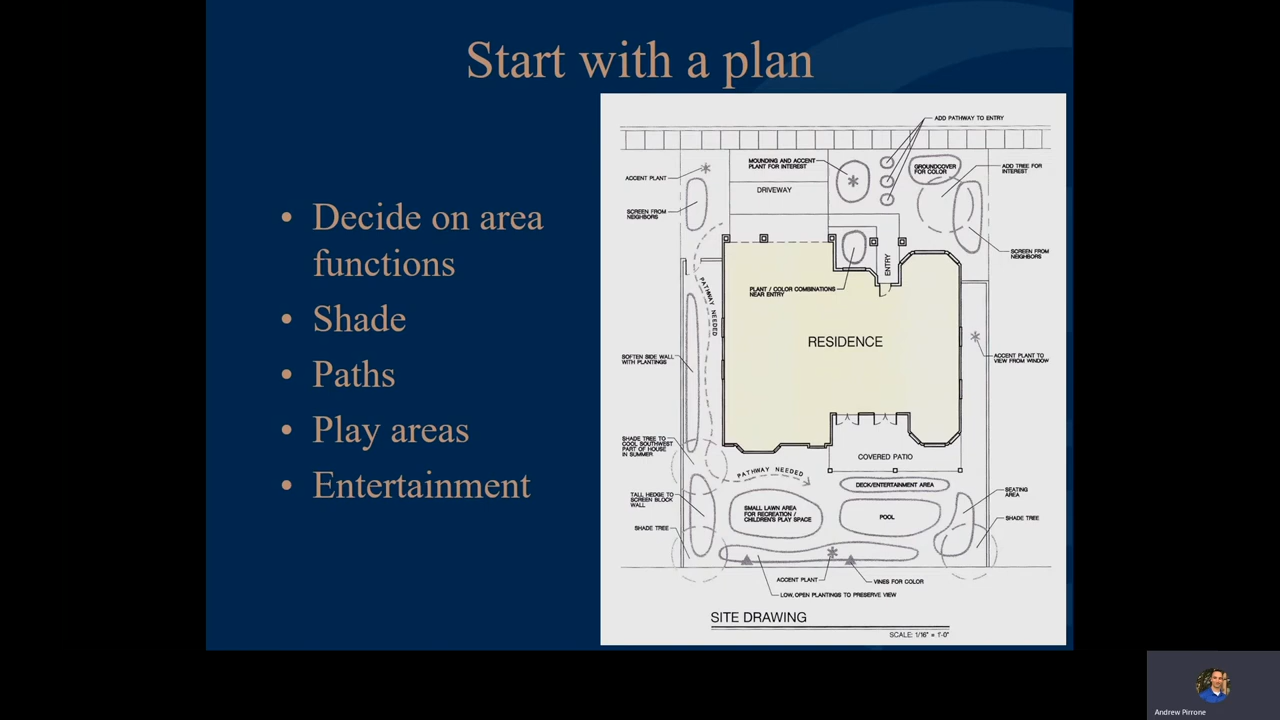 Start with a plan
• Decide on area
functions
• Shade
• Paths
• Play areas
• Entertainment
ADD PATHWAY TO ENTRY
MOUNDING AND ACCENT
PLANT FOR INTEREST
GROUNDCOVER
FOR COLOR
ADD TREE FOR
INTEREST
ACCENT PLANT
DRIVEWAY
SCREEN FROM
NEIGHBORS
SCREEN FROM
NEIGHBORS
ENTRY
PATHWAY NEEDED
PLANT / COLOR COMBINATIONS
NEAR ENTRY
RESIDENCE
SOFTEN SIDE WALL
WITH PLANTINGS
ACCENT PLANT TO
VIEW FROM WINDOW
SHADE TREE TO
COOL SOUTHWEST
PART OF HOUSE
IN SUMMER
COVERED PATIO
PATHWAY NEEDED
DECK/ENTERTAINMENT AREA
TALL HEDGE TO
SCREEN BLOCK
WALL
SEATING
AREA
SMALL LAWN AREA
FOR RECREATION /
CHILDREN'S PLAY SPACE
POOL
SHADE TREE
SHADE TREE
ACCENT PLANT
VINES FOR COLOR
LOW, OPEN PLANTINGS TO PRESERVE VIEW
SITE DRAWING
SCALE: 1/16" = 1'-0"
Andrew Pirrone